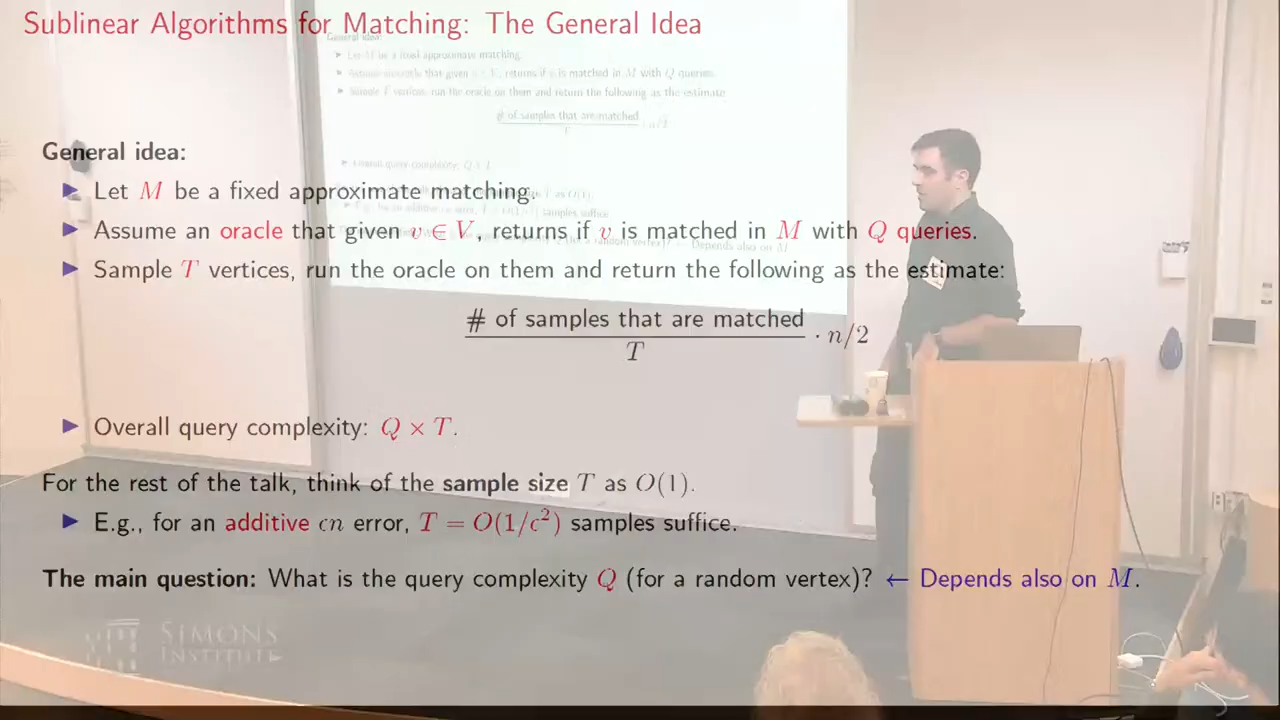 Sublinear Algorithms for Matching: The General Idea
General idea:
▶ Let M be a fixed approximate matching.
▶ Assume an oracle that given v ∈ V, returns if v is matched in M with Q queries.
▶ Sample T vertices, run the oracle on them and return the following as the estimate:
# of samples that are matched
T
· n/2
▶ Overall query complexity: Q × T.
For the rest of the talk, think of the sample size T as O(1).
▶ E.g., for an additive ϵn error, T = O(1/ϵ²) samples suffice.
The main question: What is the query complexity Q (for a random vertex)? ← Depends also on M.
SIMONS
INSTITUTE